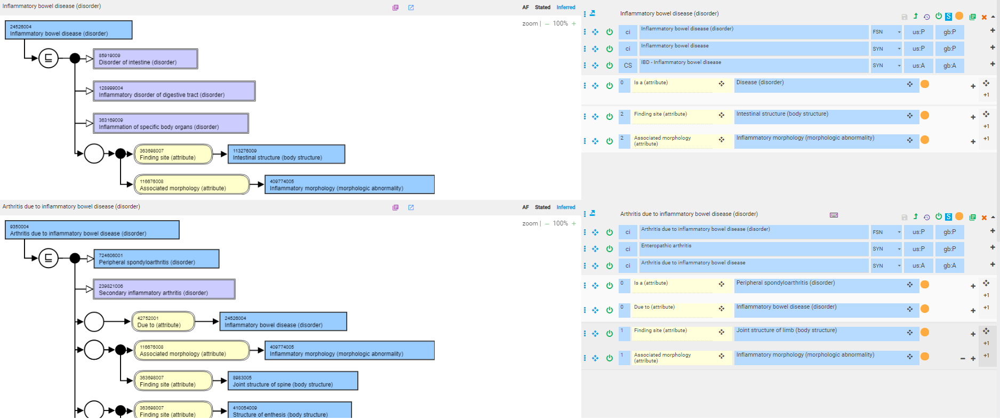 Inflammatory bowel disease (disorder)
AF Stated Inferred
zoom | − 100% +
24526004
Inflammatory bowel disease (disorder)
⊑
85919009
Disorder of intestine (disorder)
128999004
Inflammatory disorder of digestive tract (disorder)
363169009
Inflammation of specific body organs (disorder)
363698007
Finding site (attribute)
113276009
Intestinal structure (body structure)
116676008
Associated morphology (attribute)
409774005
Inflammatory morphology (morphologic abnormality)
Inflammatory bowel disease (disorder)
S
ci Inflammatory bowel disease (disorder) FSN us:P gb:P +
ci Inflammatory bowel disease SYN us:P gb:P +
CS IBD - Inflammatory bowel disease SYN us:A gb:A +
0 Is a (attribute) Disease (disorder) +
+1
2 Finding site (attribute) Intestinal structure (body structure) +
+1
2 Associated morphology (attribute) Inflammatory morphology (morphologic abnormality) + +1
Arthritis due to inflammatory bowel disease (disorder)
AF Stated Inferred
zoom | − 100% +
9350004
Arthritis due to inflammatory bowel disease (disorder)
⊑
724606001
Peripheral spondyloarthritis (disorder)
239821006
Secondary inflammatory arthritis (disorder)
42752001
Due to (attribute)
24526004
Inflammatory bowel disease (disorder)
116676008
Associated morphology (attribute)
409774005
Inflammatory morphology (morphologic abnormality)
363698007
Finding site (attribute)
8983005
Joint structure of spine (body structure)
363698007
Finding site (attribute)
410054009
Structure of enthesis (body structure)
Arthritis due to inflammatory bowel disease (disorder)
S
ci Arthritis due to inflammatory bowel disease (disorder) FSN us:P gb:P +
ci Enteropathic arthritis SYN us:P gb:P +
ci Arthritis due to inflammatory bowel disease SYN us:A gb:A +
0 Is a (attribute) Peripheral spondyloarthritis (disorder) +
+1
0 Due to (attribute) Inflammatory bowel disease (disorder) + +1
1 Finding site (attribute) Joint structure of limb (body structure) +
+1
1 Associated morphology (attribute) Inflammatory morphology (morphologic abnormality) − + +1